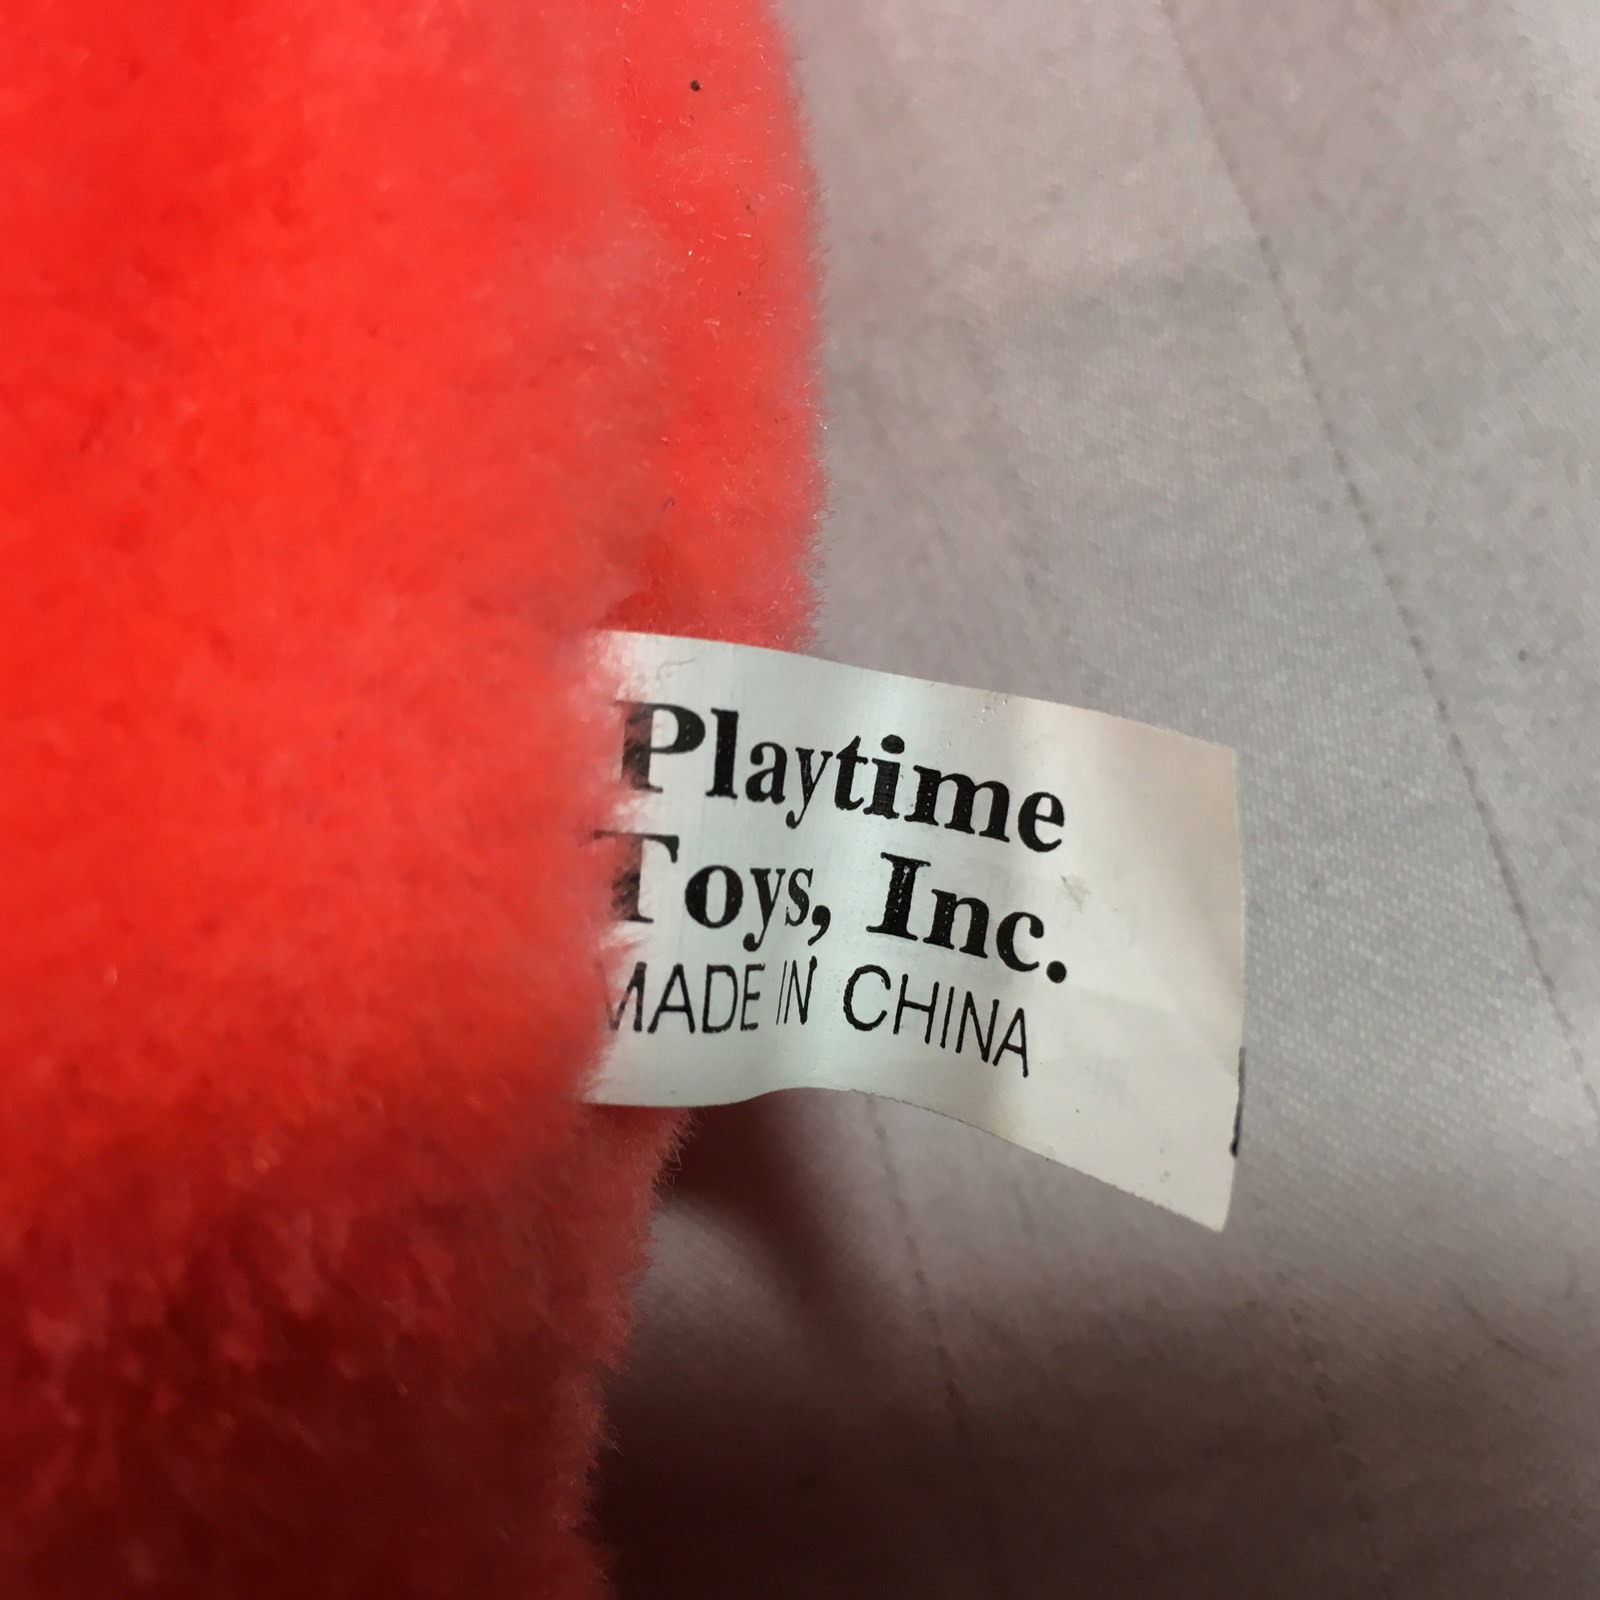 Playtime
Toys, Inc.
MADE IN CHINA